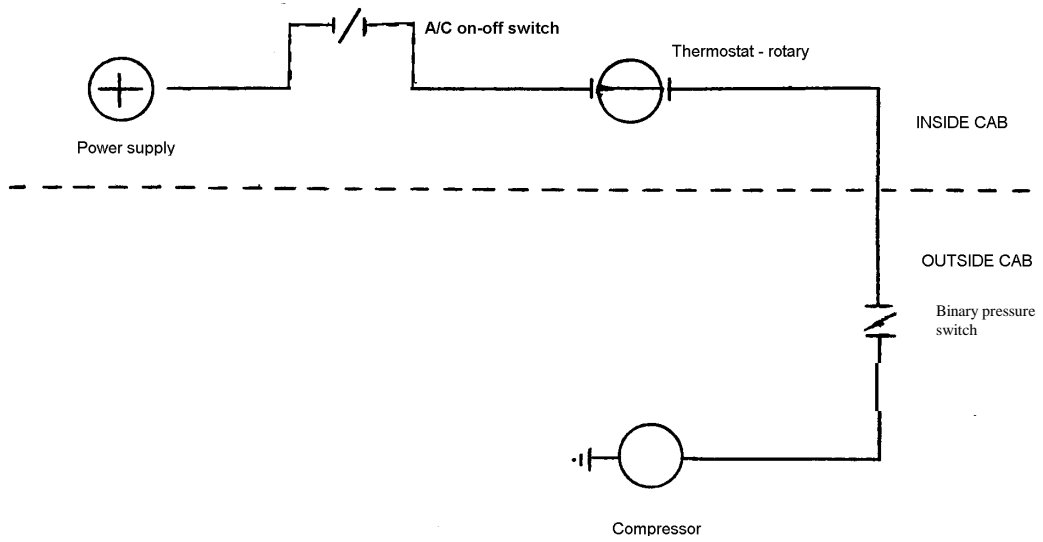 A/C on-off switch
Thermostat - rotary
Power supply
INSIDE CAB
OUTSIDE CAB
Binary pressure
switch
Compressor